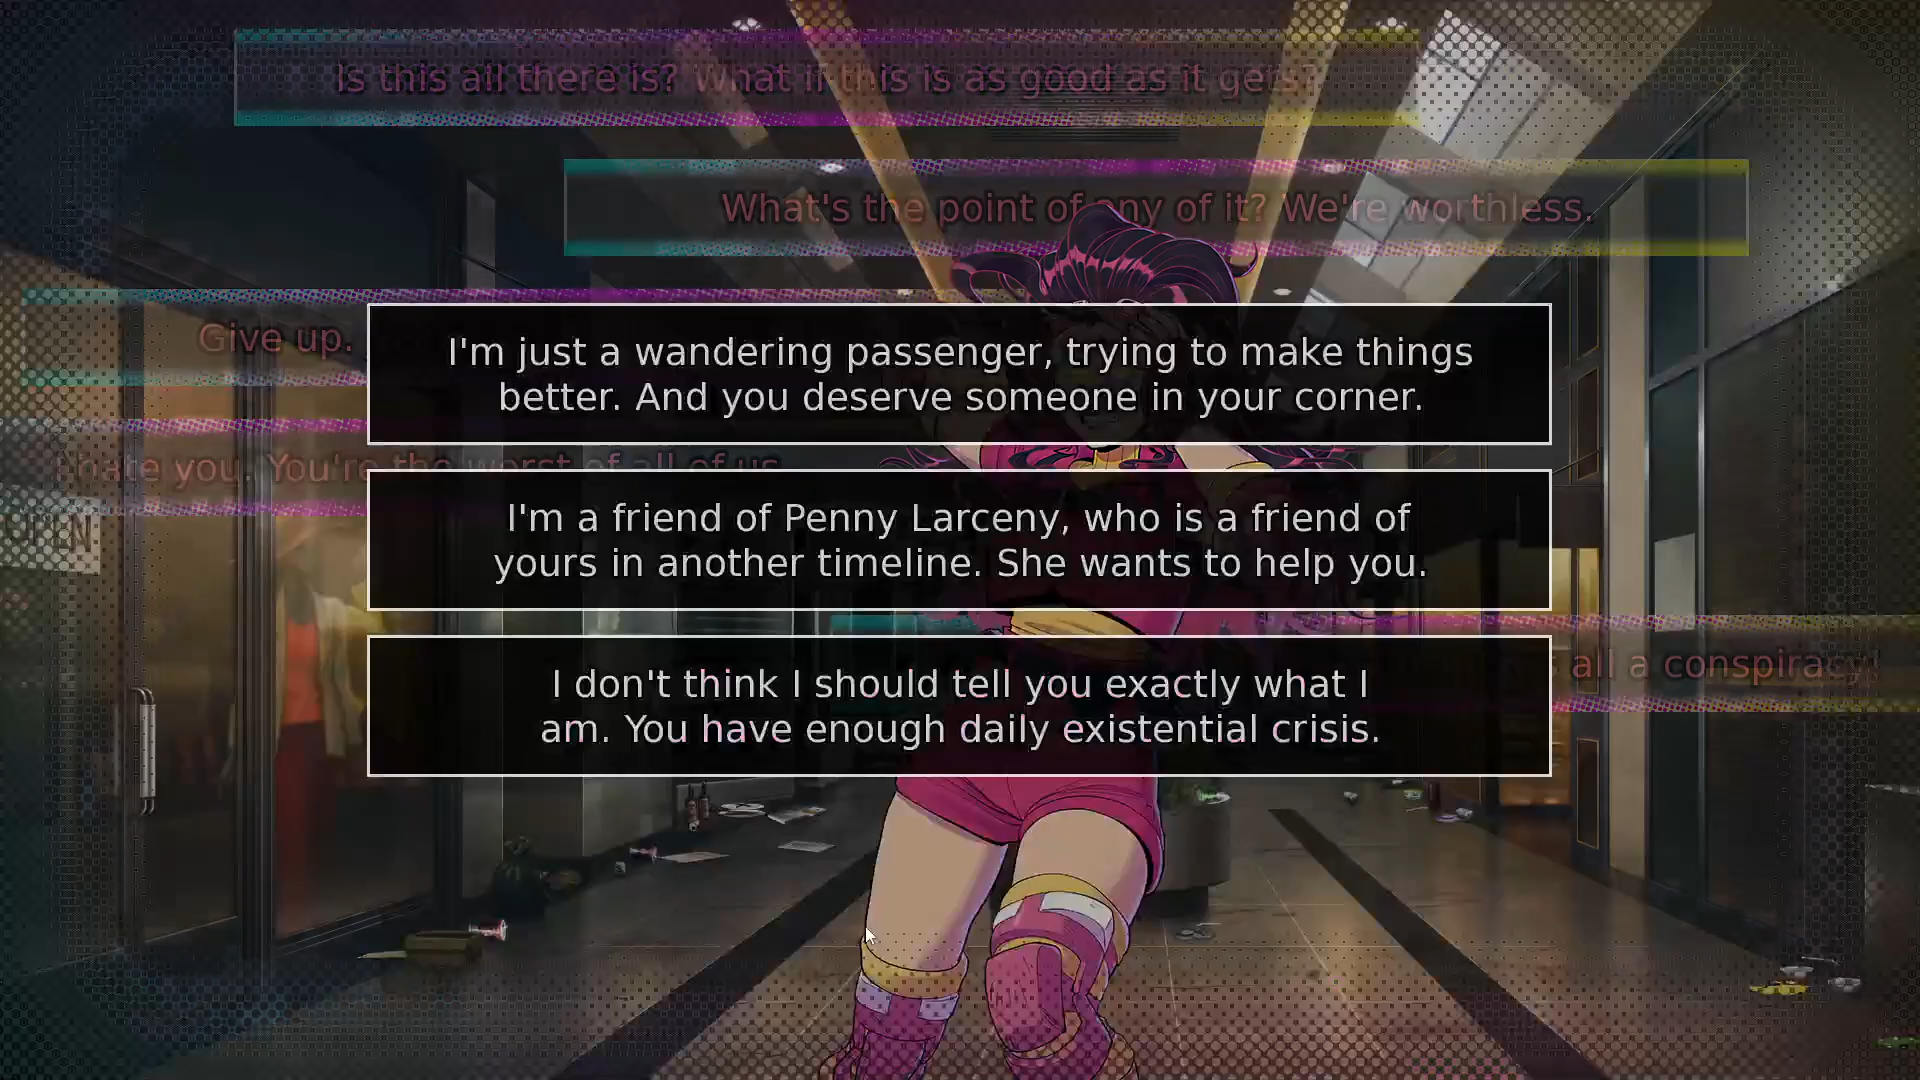 Is this all there is? What if this is as good as it gets?
What's the point of any of it? We're worthless.
Give up.
I'm just a wandering passenger, trying to make things
better. And you deserve someone in your corner.
I hate you. You're the worst of all of us.
I'm a friend of Penny Larceny, who is a friend of
yours in another timeline. She wants to help you.
OPEN
all a conspiracy!
I don't think I should tell you exactly what I
am. You have enough daily existential crisis.